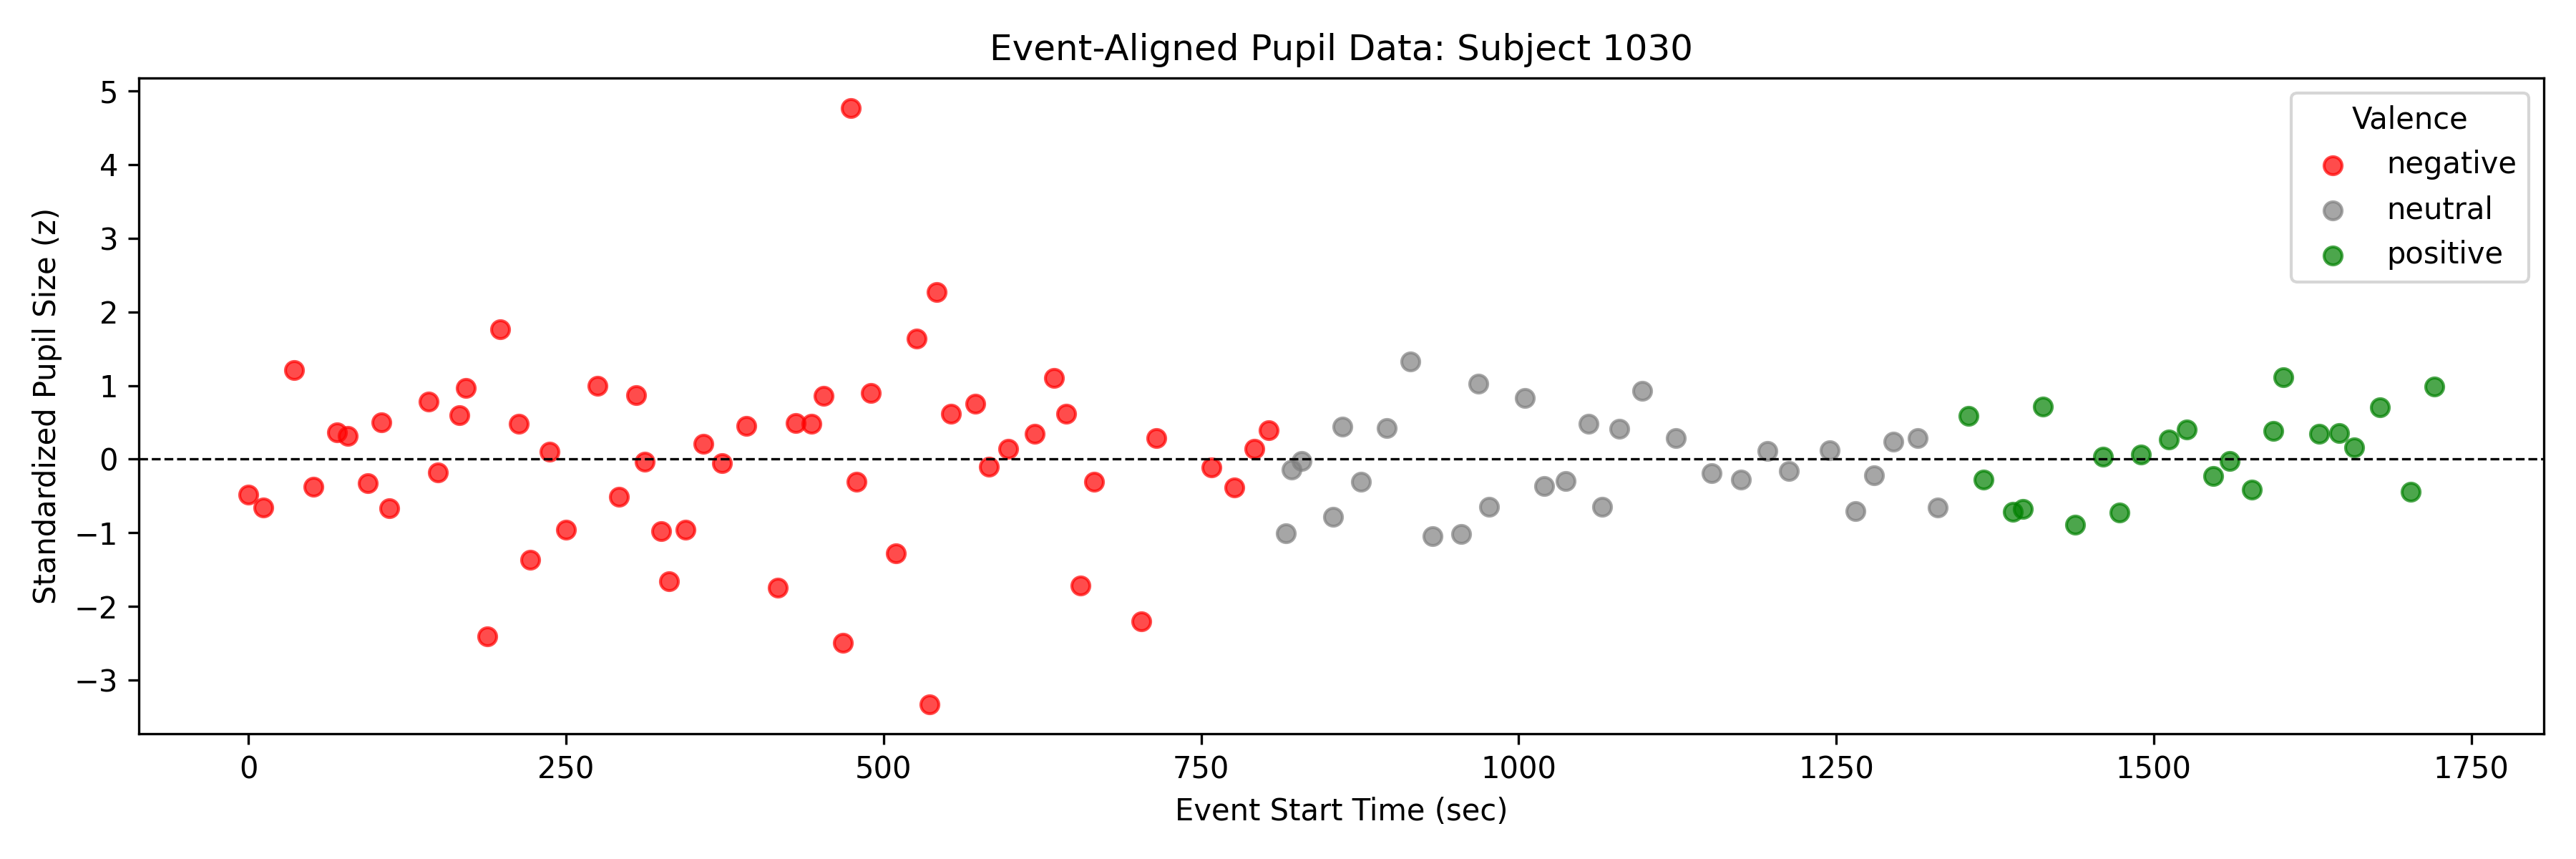 Event-Aligned Pupil Data: Subject 1030
Standardized Pupil Size (z)
5
4
3
2
1
0
−1
−2
−3
Valence
negative
neutral
positive
0 250 500 750 1000 1250 1500 1750
Event Start Time (sec)